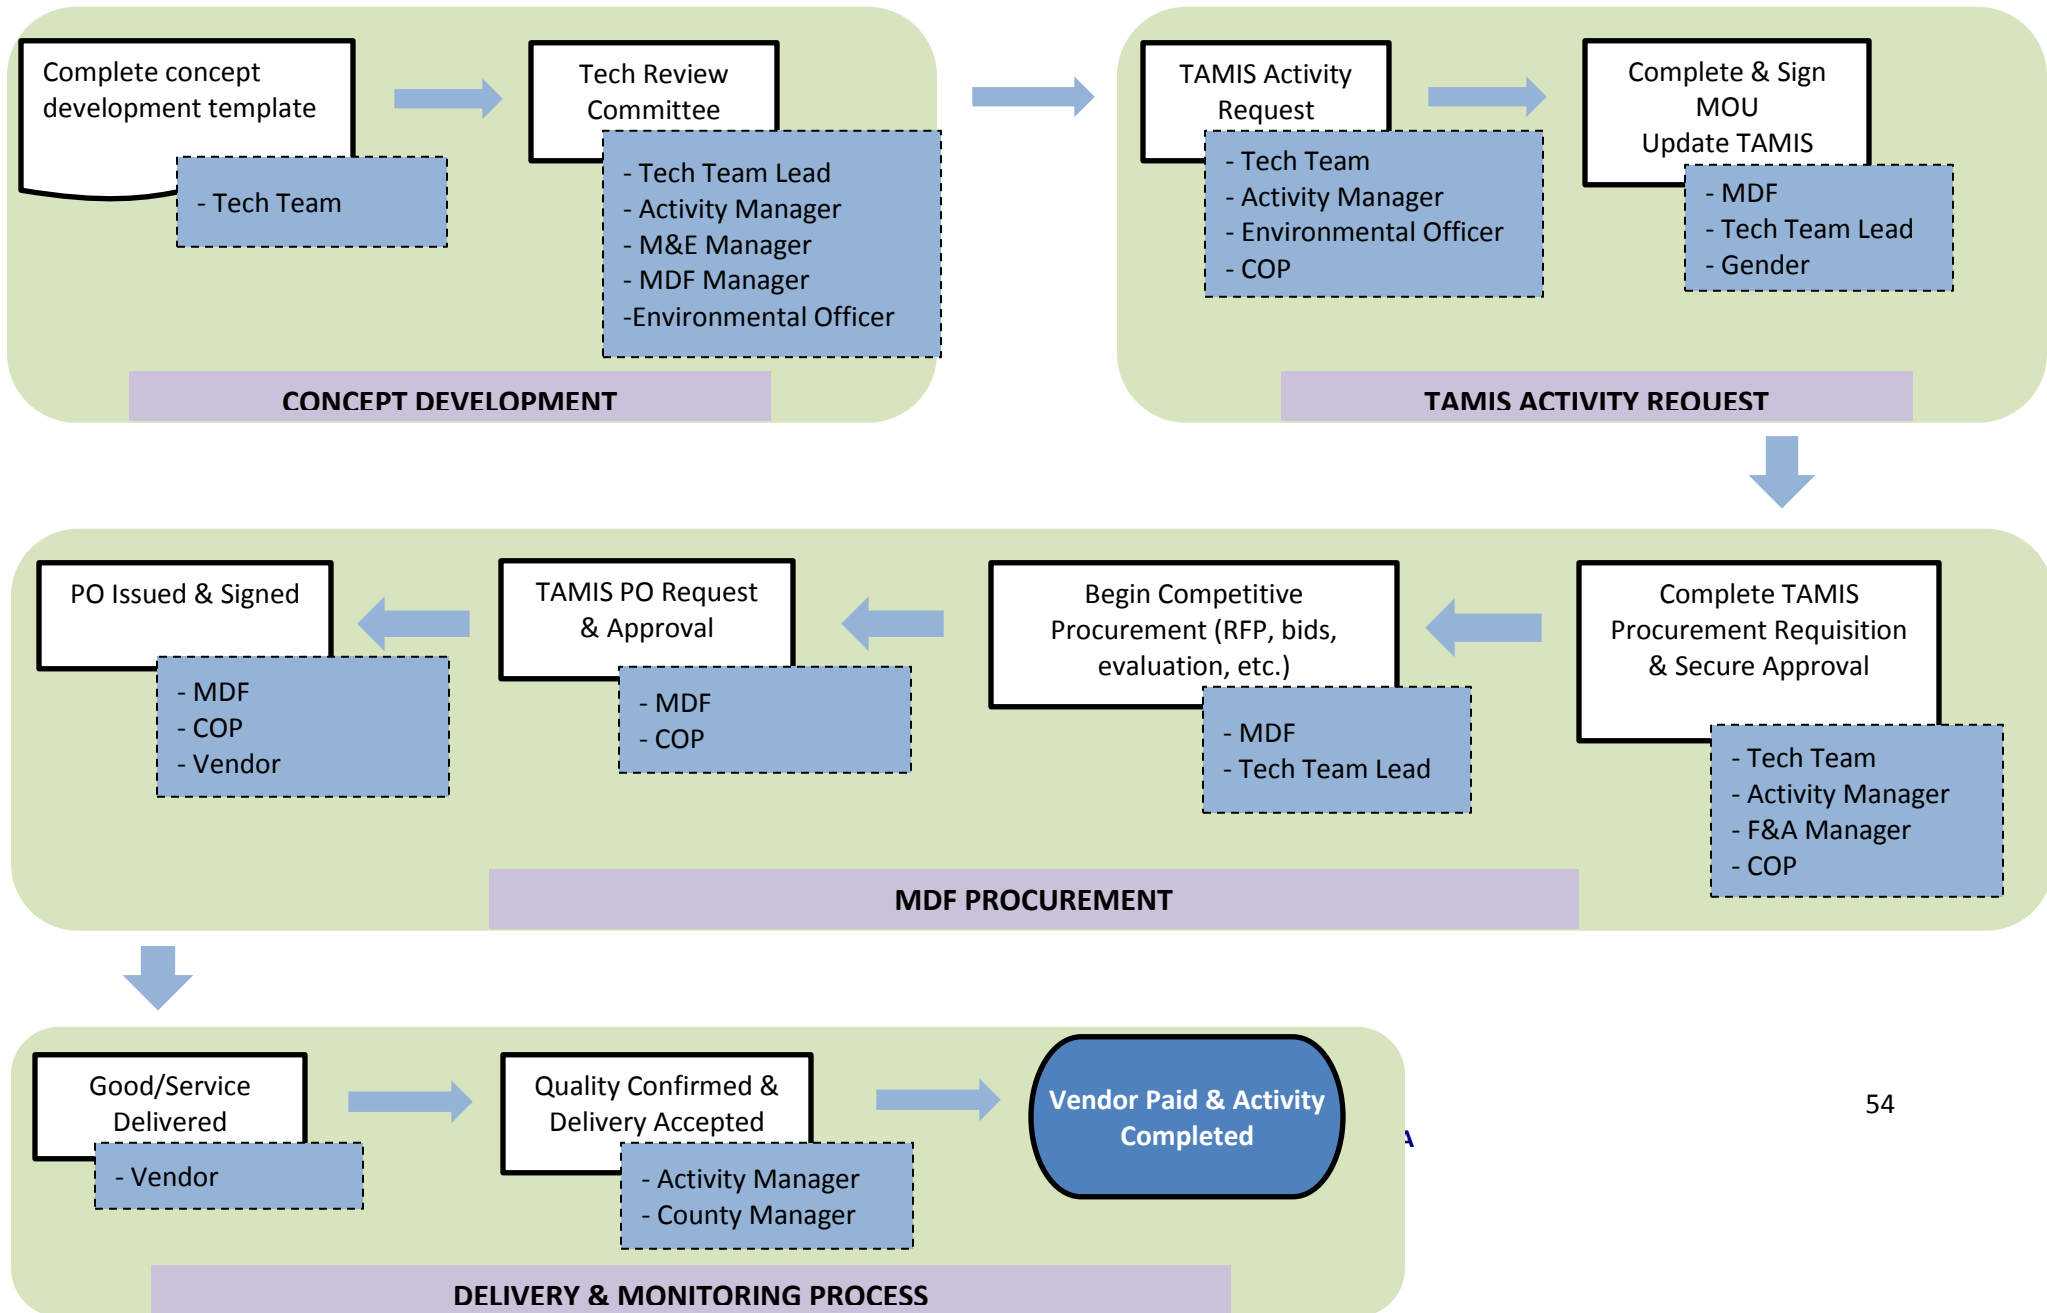 Complete concept
development template
- Tech Team
Tech Review
Committee
- Tech Team Lead
- Activity Manager
- M&E Manager
- MDF Manager
-Environmental Officer
CONCEPT DEVELOPMENT
TAMIS Activity
Request
- Tech Team
- Activity Manager
- Environmental Officer
- COP
Complete & Sign
MOU
Update TAMIS
- MDF
- Tech Team Lead
- Gender
TAMIS ACTIVITY REQUEST
PO Issued & Signed
- MDF
- COP
- Vendor
TAMIS PO Request
& Approval
- MDF
- COP
Begin Competitive
Procurement (RFP, bids,
evaluation, etc.)
- MDF
- Tech Team Lead
Complete TAMIS
Procurement Requisition
& Secure Approval
- Tech Team
- Activity Manager
- F&A Manager
- COP
MDF PROCUREMENT
Good/Service
Delivered
- Vendor
Quality Confirmed &
Delivery Accepted
- Activity Manager
- County Manager
Vendor Paid & Activity
Completed
A
54
DELIVERY & MONITORING PROCESS